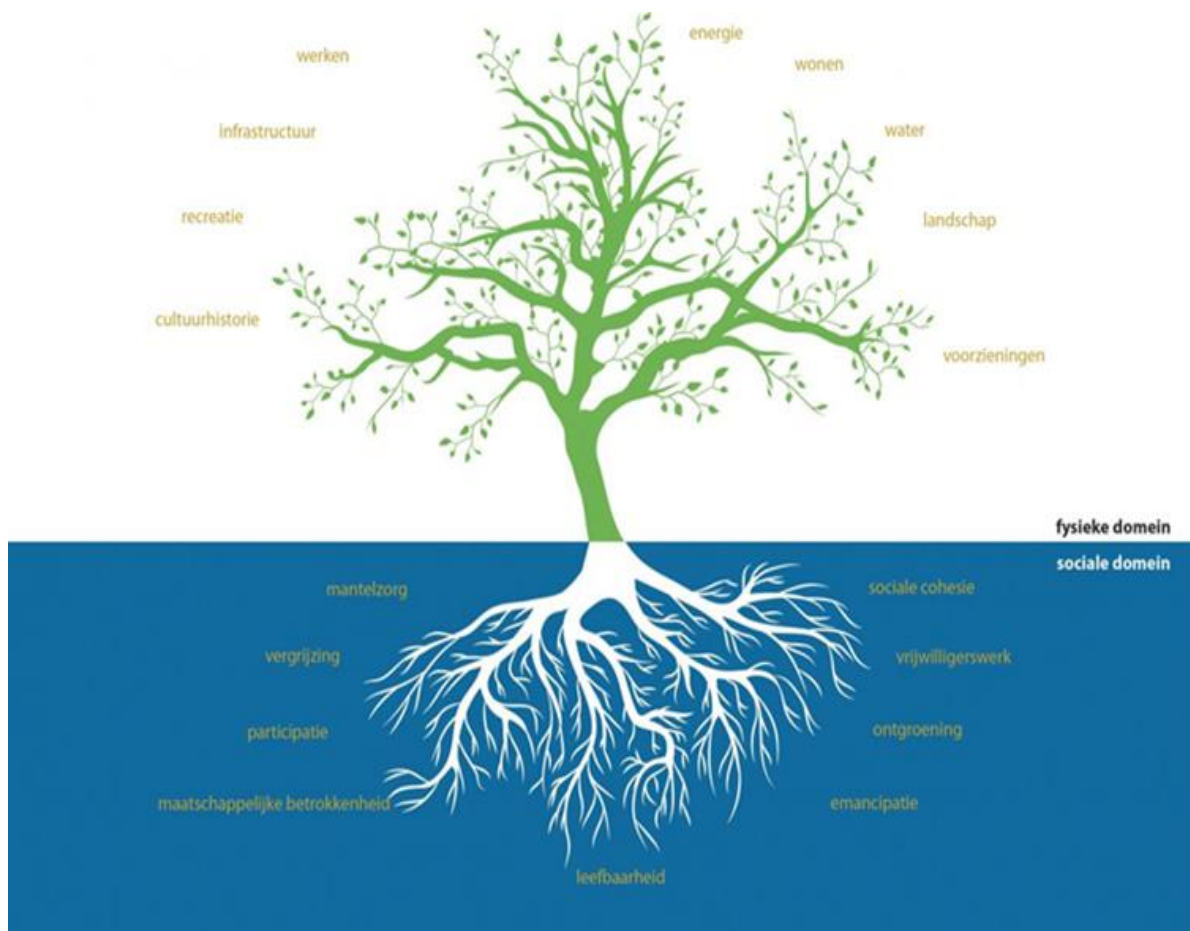 energie
werken
wonen
infrastructuur
water
recreatie
landschap
cultuurhistorie
voorzieningen
fysieke domein
sociale domein
mantelzorg
sociale cohesie
vergrijzing
vrijwilligerswerk
participatie
ontgroening
maatschappelijke betrokkenheid
emancipatie
leefbaarheid